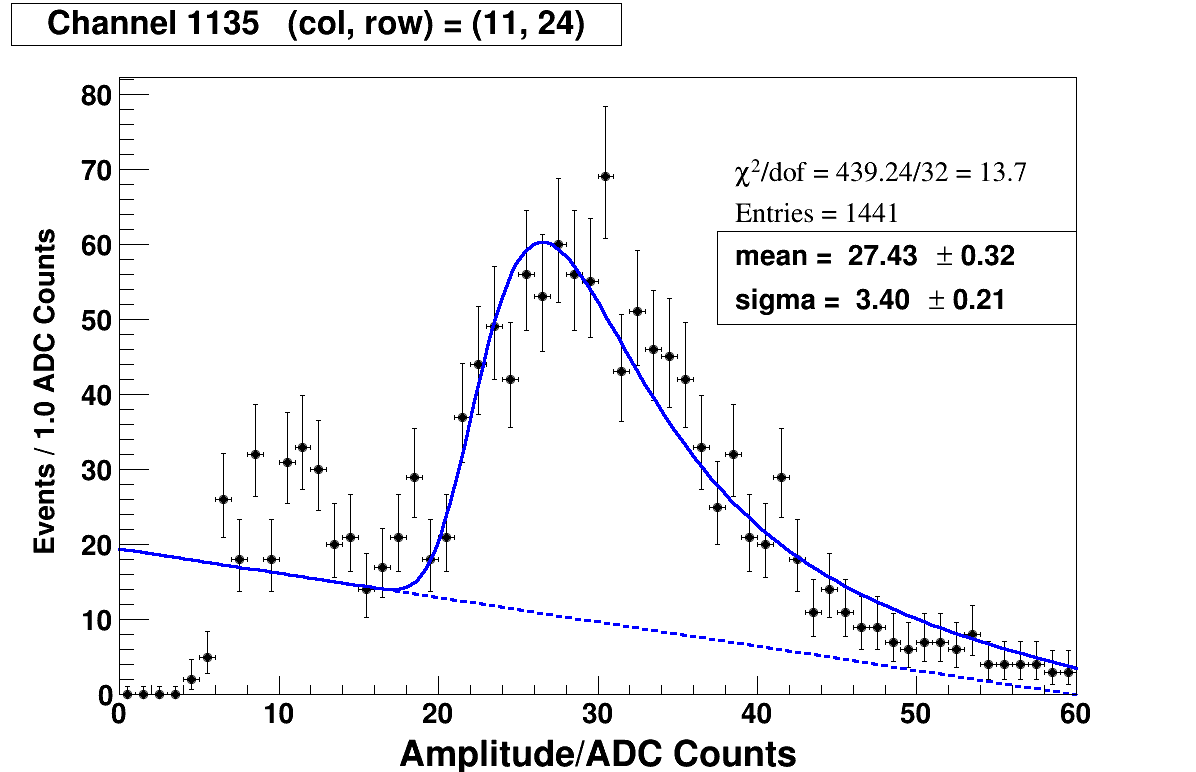 Channel 1135 (col, row) = (11, 24)
80
70
60
50
40
30
20
10
0
Events / 1.0 ADC Counts
χ²/dof = 439.24/32 = 13.7
Entries = 1441
mean = 27.43 ± 0.32
sigma = 3.40 ± 0.21
0 10 20 30 40 50 60
Amplitude/ADC Counts